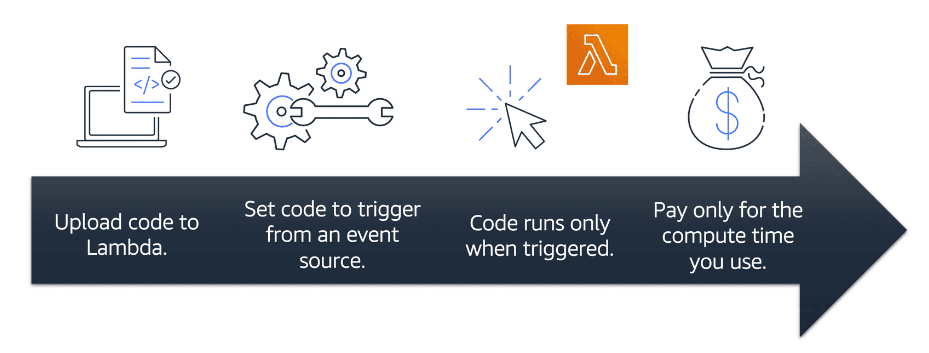 </>
$
Upload code to
Lambda.
Set code to trigger
from an event
source.
Code runs only
when triggered.
Pay only for the
compute time
you use.